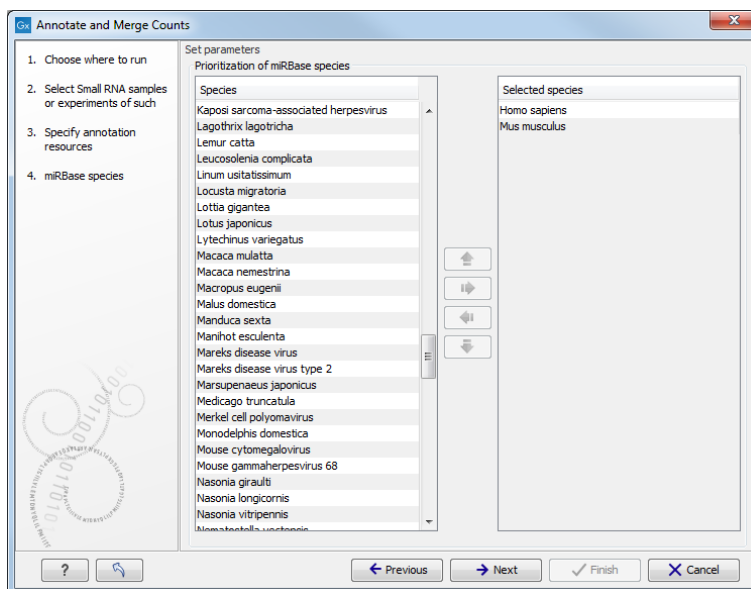 Gx Annotate and Merge Counts
1. Choose where to run
2. Select Small RNA samples
or experiments of such
3. Specify annotation
resources
4. miRBase species
Set parameters
Prioritization of miRBase species
Species
Kaposi sarcoma-associated herpesvirus
Lagothrix lagotricha
Lemur catta
Leucosolenia complicata
Linum usitatissimum
Locusta migratoria
Lottia gigantea
Lotus japonicus
Lytechinus variegatus
Macaca mulatta
Macaca nemestrina
Macropus eugenii
Malus domestica
Manduca sexta
Manihot esculenta
Mareks disease virus
Mareks disease virus type 2
Marsupenaeus japonicus
Medicago truncatula
Merkel cell polyomavirus
Monodelphis domestica
Mouse cytomegalovirus
Mouse gammaherpesvirus 68
Nasonia giraulti
Nasonia longicornis
Nasonia vitripennis
Nematostella vectensis
Selected species
Homo sapiens
Mus musculus
?
Previous
Next
Finish
Cancel